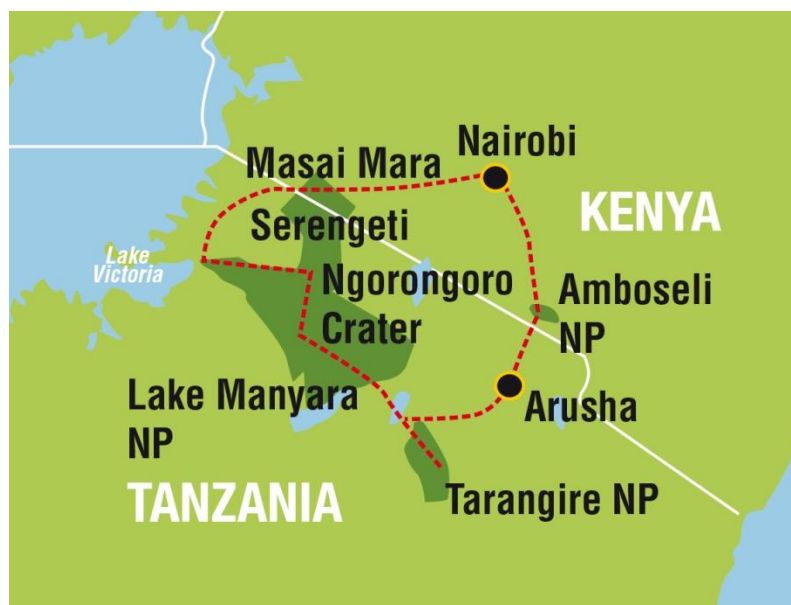 Nairobi
Masai Mara
KENYA
Serengeti
Lake
Victoria
Ngorongoro
Crater
Amboseli
NP
Lake Manyara
NP
Arusha
TANZANIA
Tarangire NP